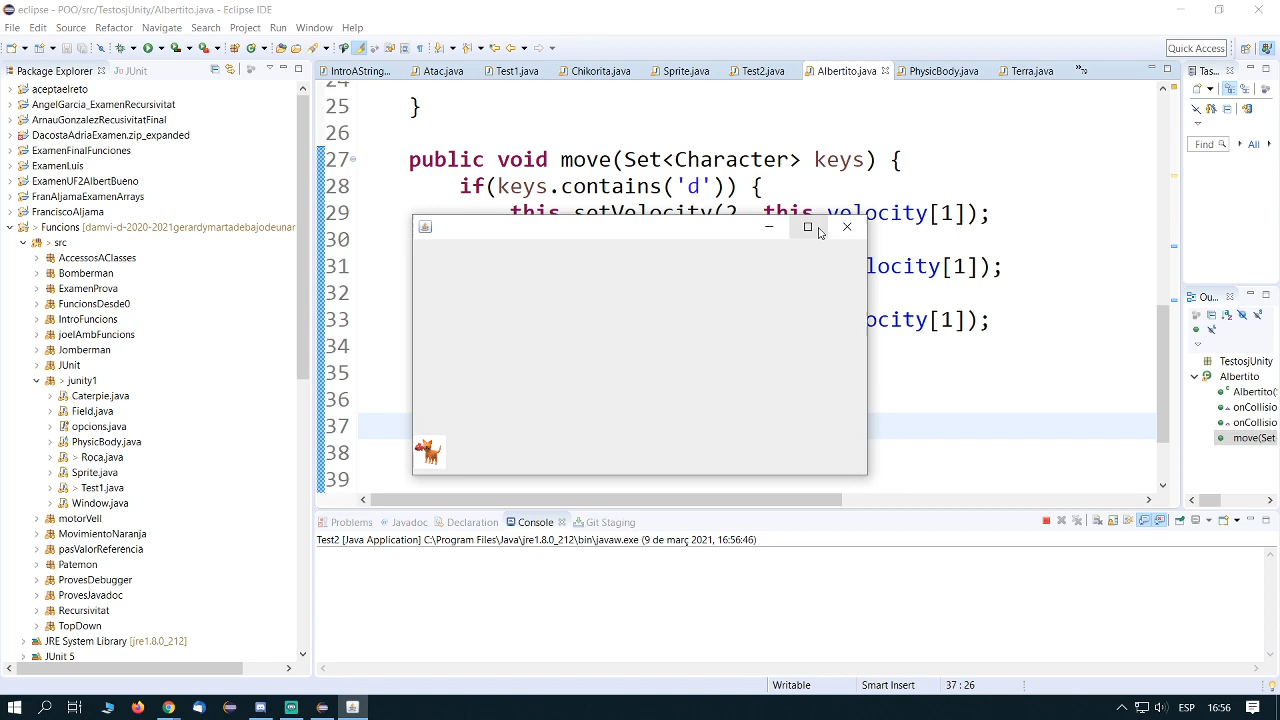 eclipse - POO/src/TestosjUnity/Albertito.java - Eclipse IDE
File Edit Source Refactor Navigate Search Project Run Window Help
Quick Access
Package Explorer JUnit
IntroAString... Atac.java Test1.java Chikorita.java Sprite.java Test2.java Albertito.java PhysicBody.java Terra.java
Tas...
aceptaelreto
AngelGarcia_ExamenRecursivitat
ArnauGonzalezRecusivitatFinal
DacostaAdriaExamen.zip_expanded
ExamenFinalFunciones
ExamenLuis
ExamenUF2AlbertBueno
FranAljamaExamenArrays
FranciscoAljama
> Funcions [damvi-d-2020-2021gerardymartadebajodeunar
> src
AccessosAClasses
Bomberman
ExamenProva
FuncionsDesde0
IntroFuncions
joelAmbFuncions
Jomberman
JUnit
> junity1
Caterpie.java
Field.java
opcions.java
PhysicBody.java
> Roca.java
Sprite.java
> Test1.java
Window.java
motorVell
MovimientoNaranja
pasValorReferència
Patemon
ProvesDebugger
ProvesJavadoc
Recursivitat
TopDown
JRE System Library [jre1.8.0_212]
JUnit 5
24
25 }
26
27 public void move(Set<Character> keys) {
28 if(keys.contains('d')) {
29 this.setVelocity(2, this.velocity[1]);
30
31 locity[1]);
32
33 ocity[1]);
34
35
36
37
38
39
Find All
Ou...
TestosjUnity
Albertito
Albertito(
onCollisio
onCollisio
move(Set
Problems Javadoc Declaration Console Git Staging
Test2 [Java Application] C:\Program Files\Java\jre1.8.0_212\bin\javaw.exe (9 de març 2021, 16:56:46)
Writable Smart Insert 37 : 26
ESP 16:56